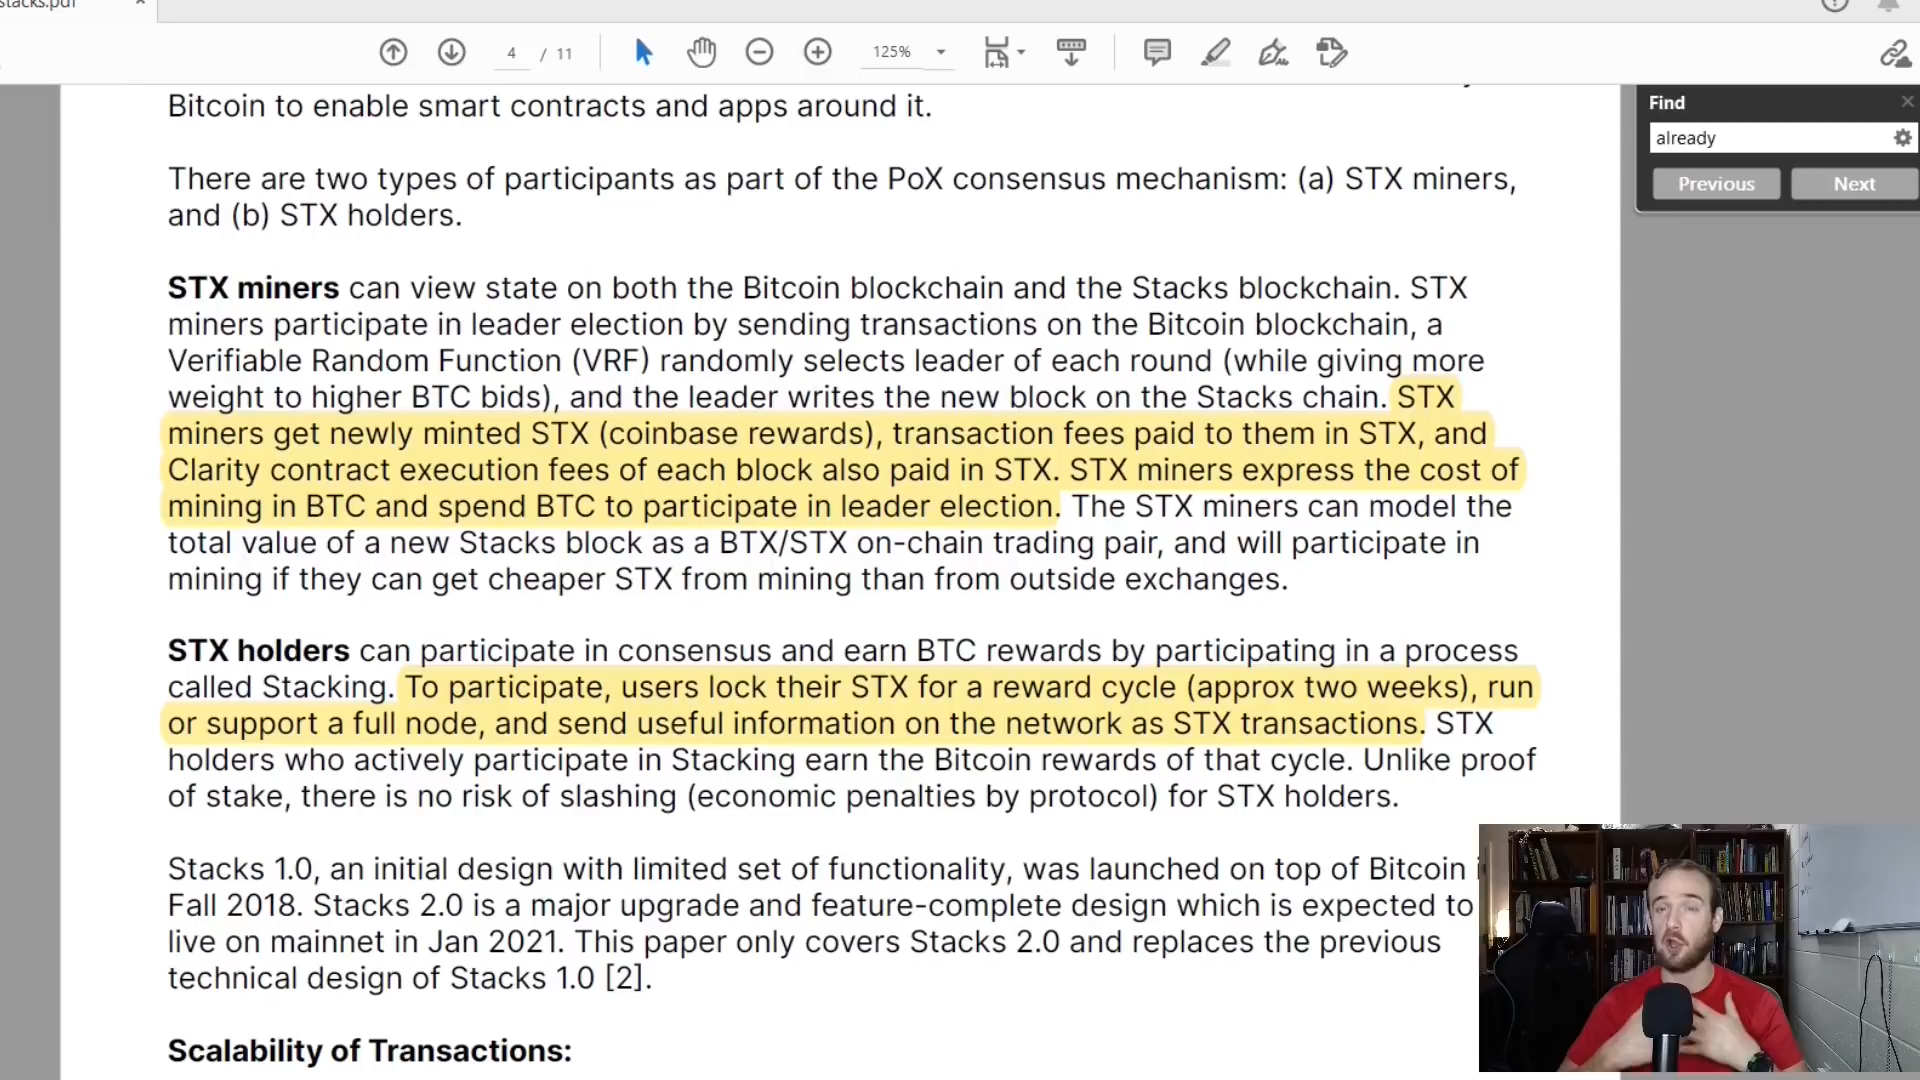 stacks.pdf
4 / 11
125%
Find
already
Previous Next
Bitcoin to enable smart contracts and apps around it.
There are two types of participants as part of the PoX consensus mechanism: (a) STX miners,
and (b) STX holders.
STX miners can view state on both the Bitcoin blockchain and the Stacks blockchain. STX
miners participate in leader election by sending transactions on the Bitcoin blockchain, a
Verifiable Random Function (VRF) randomly selects leader of each round (while giving more
weight to higher BTC bids), and the leader writes the new block on the Stacks chain. STX
miners get newly minted STX (coinbase rewards), transaction fees paid to them in STX, and
Clarity contract execution fees of each block also paid in STX. STX miners express the cost of
mining in BTC and spend BTC to participate in leader election. The STX miners can model the
total value of a new Stacks block as a BTX/STX on-chain trading pair, and will participate in
mining if they can get cheaper STX from mining than from outside exchanges.
STX holders can participate in consensus and earn BTC rewards by participating in a process
called Stacking. To participate, users lock their STX for a reward cycle (approx two weeks), run
or support a full node, and send useful information on the network as STX transactions. STX
holders who actively participate in Stacking earn the Bitcoin rewards of that cycle. Unlike proof
of stake, there is no risk of slashing (economic penalties by protocol) for STX holders.
Stacks 1.0, an initial design with limited set of functionality, was launched on top of Bitcoin
Fall 2018. Stacks 2.0 is a major upgrade and feature-complete design which is expected to
live on mainnet in Jan 2021. This paper only covers Stacks 2.0 and replaces the previous
technical design of Stacks 1.0 [2].
Scalability of Transactions: